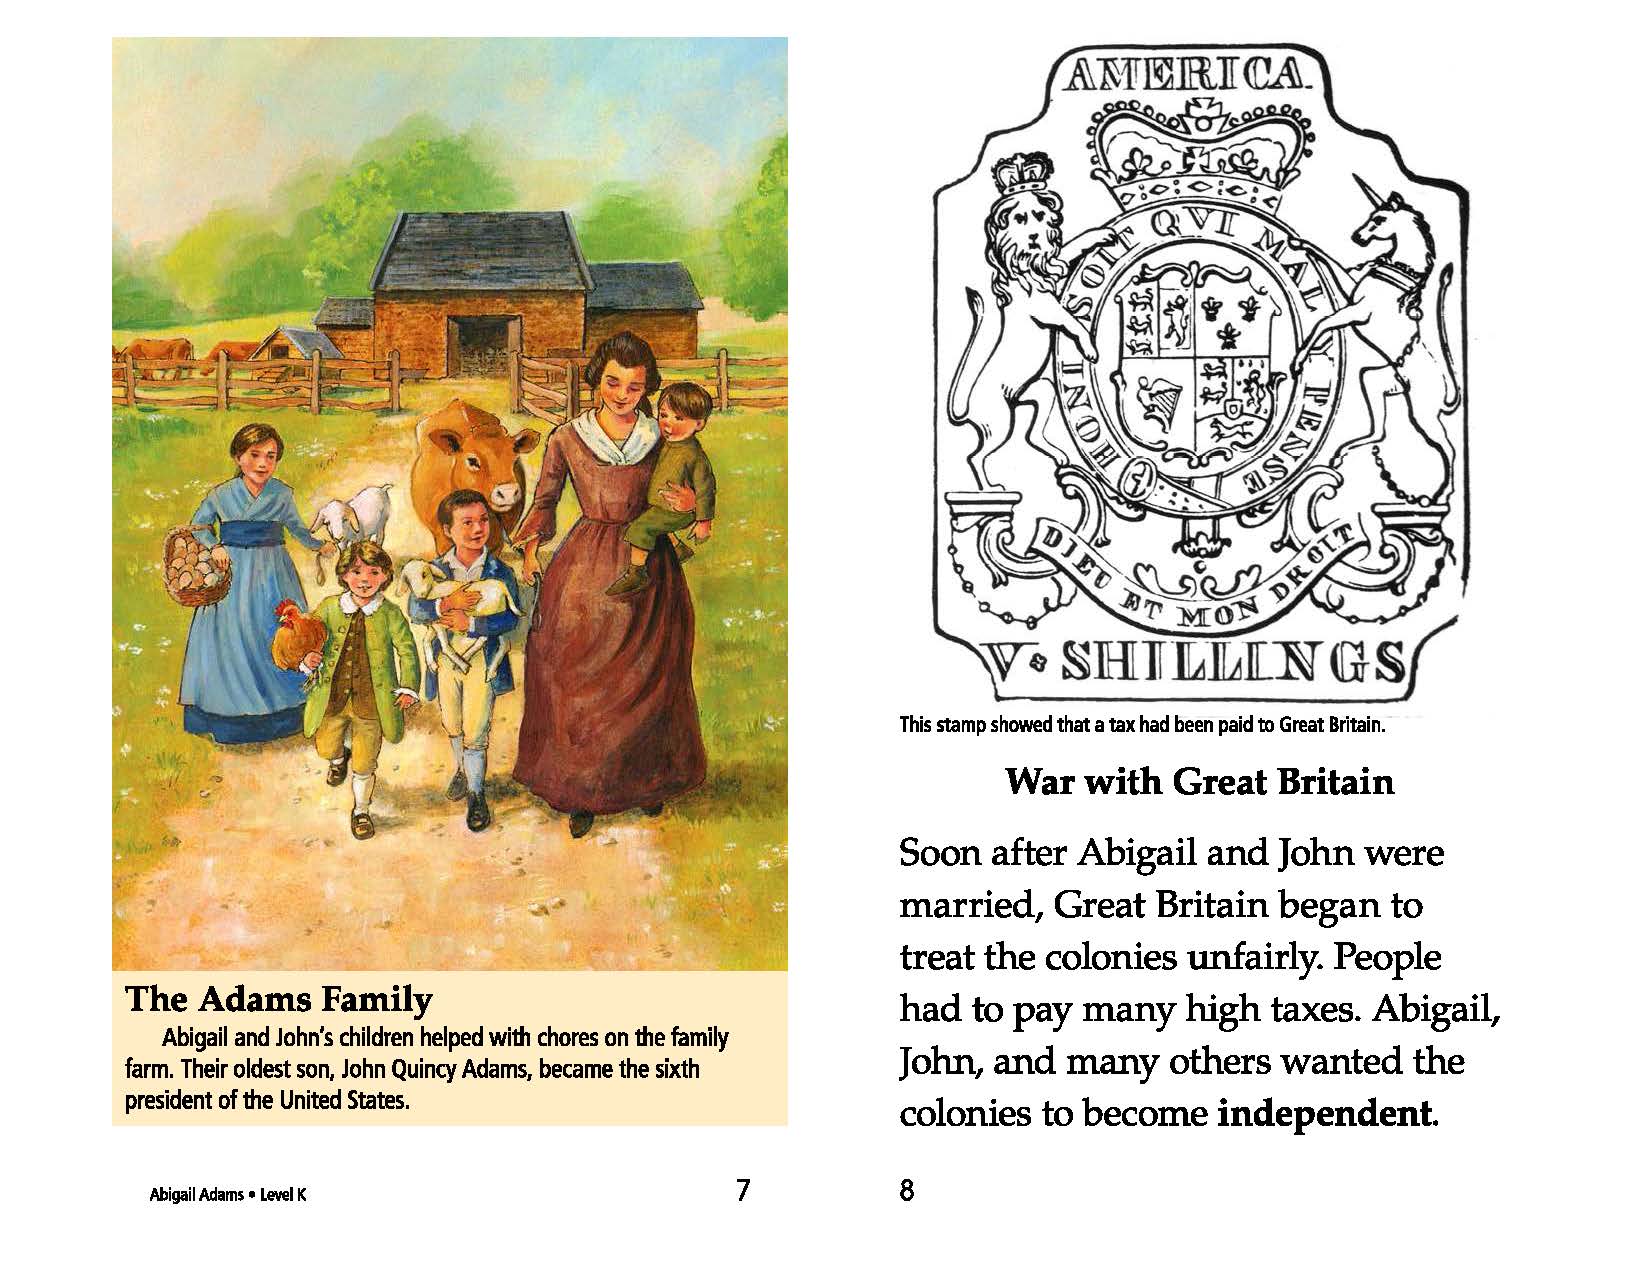 The Adams Family
Abigail and John's children helped with chores on the family
farm. Their oldest son, John Quincy Adams, became the sixth
president of the United States.
Abigail Adams • Level K
7
AMERICA.
HONI SOIT QVI MAL PENSE
DIEU ET MON DROIT
Vs SHILLINGS
This stamp showed that a tax had been paid to Great Britain.
War with Great Britain
Soon after Abigail and John were
married, Great Britain began to
treat the colonies unfairly. People
had to pay many high taxes. Abigail,
John, and many others wanted the
colonies to become independent.
8